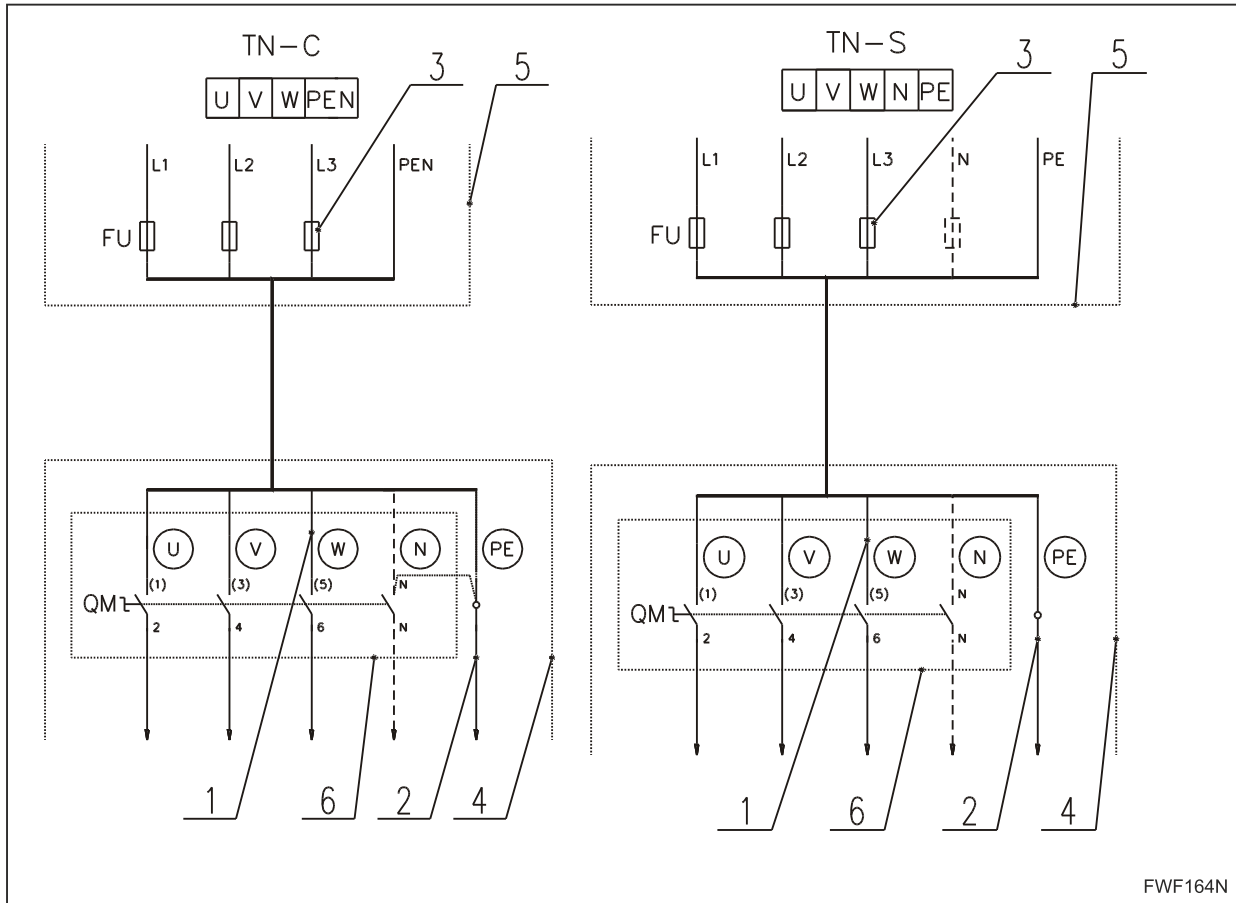 TN-C
U V W PEN
3
5
L1 L2 L3 PEN
FU
U V W N PE
(1) (3) (5) N
QM
2 4 6 N
1 6 2 4
TN-S
U V W N PE
3
5
L1 L2 L3 N PE
FU
U V W N PE
(1) (3) (5) N
QM
2 4 6 N
1 6 2 4
FWF164N